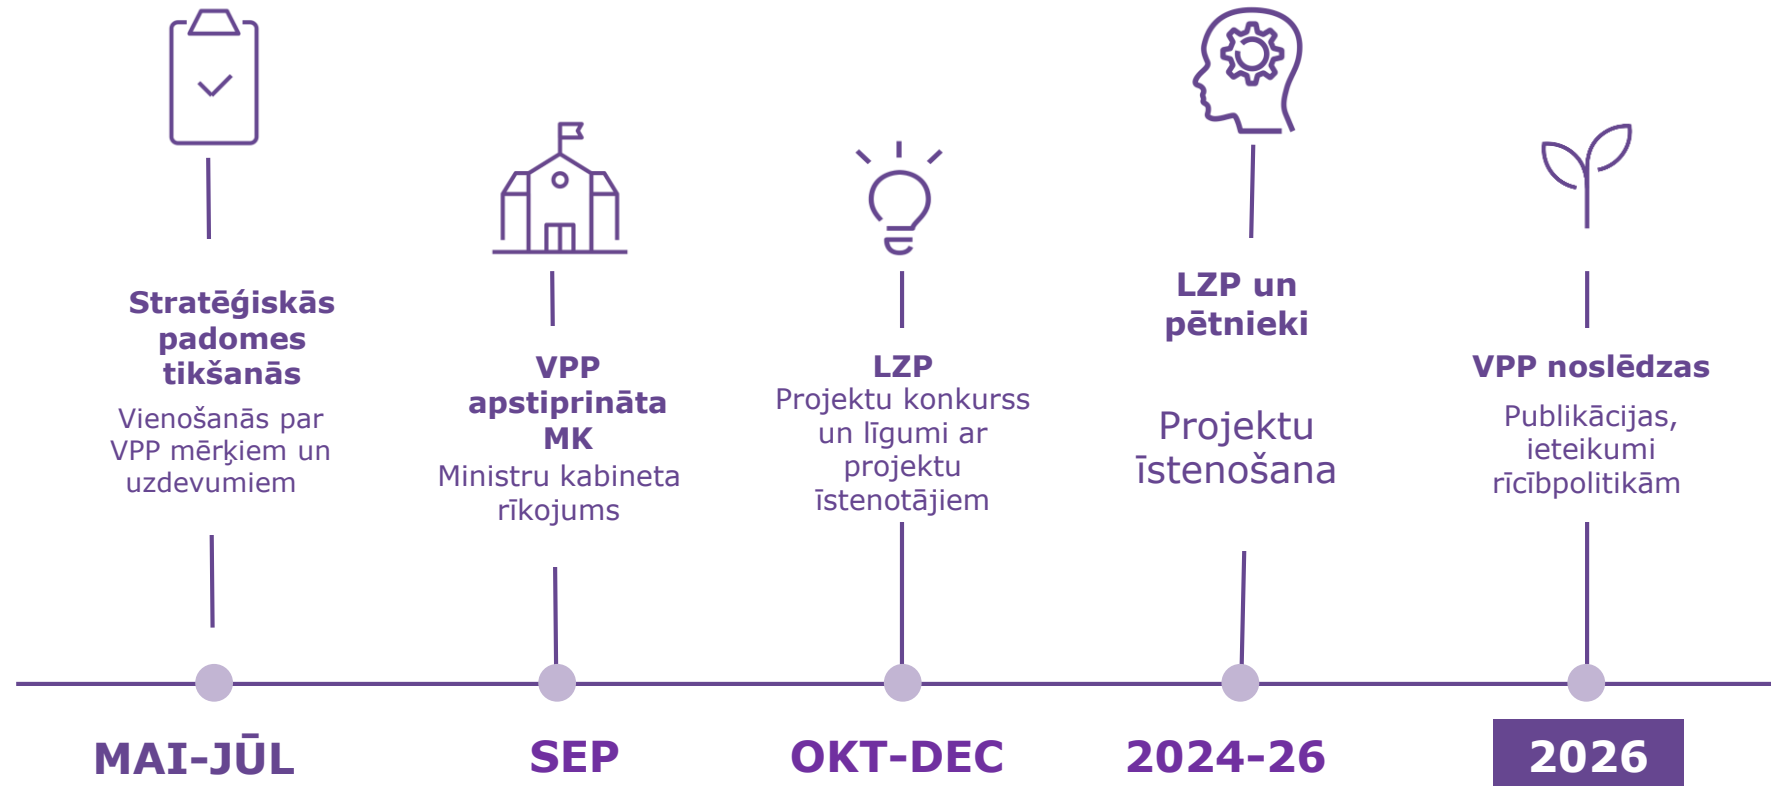 Stratēģiskās
padomes
tikšanās
Vienošanās par
VPP mērķiem un
uzdevumiem
MAI-JŪL
VPP
apstiprināta
MK
Ministru kabineta
rīkojums
SEP
LZP
Projektu konkurss
un līgumi ar
projektu
īstenotājiem
OKT-DEC
LZP un
pētnieki
Projektu
īstenošana
2024-26
VPP noslēdzas
Publikācijas,
ieteikumi
rīcībpolitikām
2026